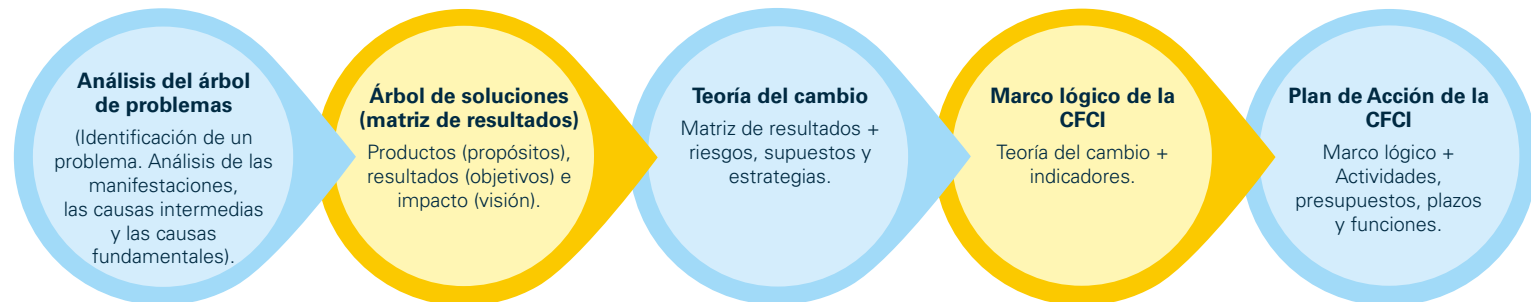 Análisis del árbol
de problemas
(Identificación de un
problema. Análisis de las
manifestaciones,
las causas intermedias
y las causas
fundamentales).
Árbol de soluciones
(matriz de resultados)
Productos (propósitos),
resultados (objetivos) e
impacto (visión).
Teoría del cambio
Matriz de resultados +
riesgos, supuestos y
estrategias.
Marco lógico de la
CFCI
Teoría del cambio +
indicadores.
Plan de Acción de la
CFCI
Marco lógico +
Actividades,
presupuestos, plazos
y funciones.